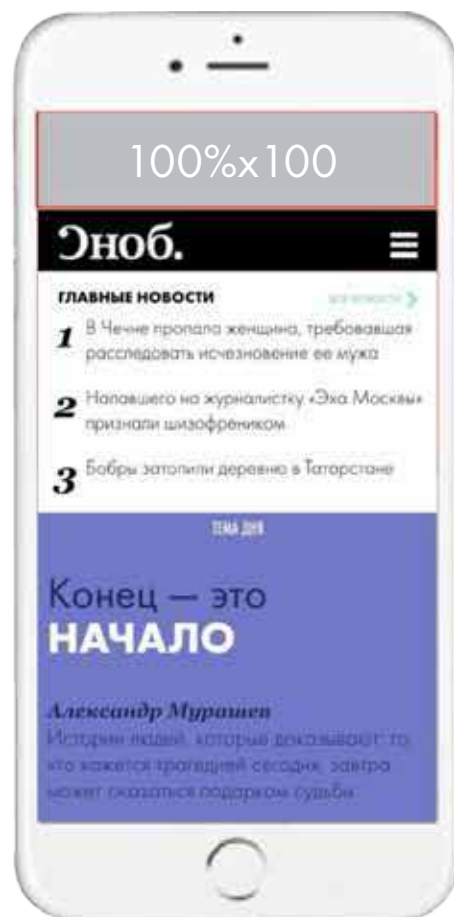 100%x100
Сноб.
ГЛАВНЫЕ НОВОСТИ
ВСЕ НОВОСТИ
1 В Чечне пропала женщина, требовавшая
расследовать исчезновение ее мужа
2 Напавшего на журналистку «Эха Москвы»
признали шизофреником
3 Бобры затопили деревню в Татарстане
ТЕМА ДНЯ
Конец — это
НАЧАЛО
Александр Мурашев
Истории людей, которые доказывают: то,
что кажется трагедией сегодня, завтра
может оказаться подарком судьбы